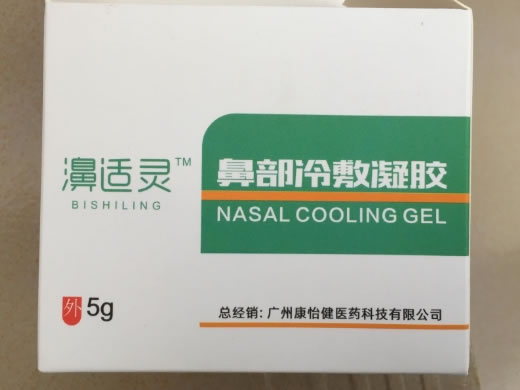 濞适灵™
BISHILING
鼻部冷敷凝胶
NASAL COOLING GEL
外 5g
总经销:广州康怡健医药科技有限公司